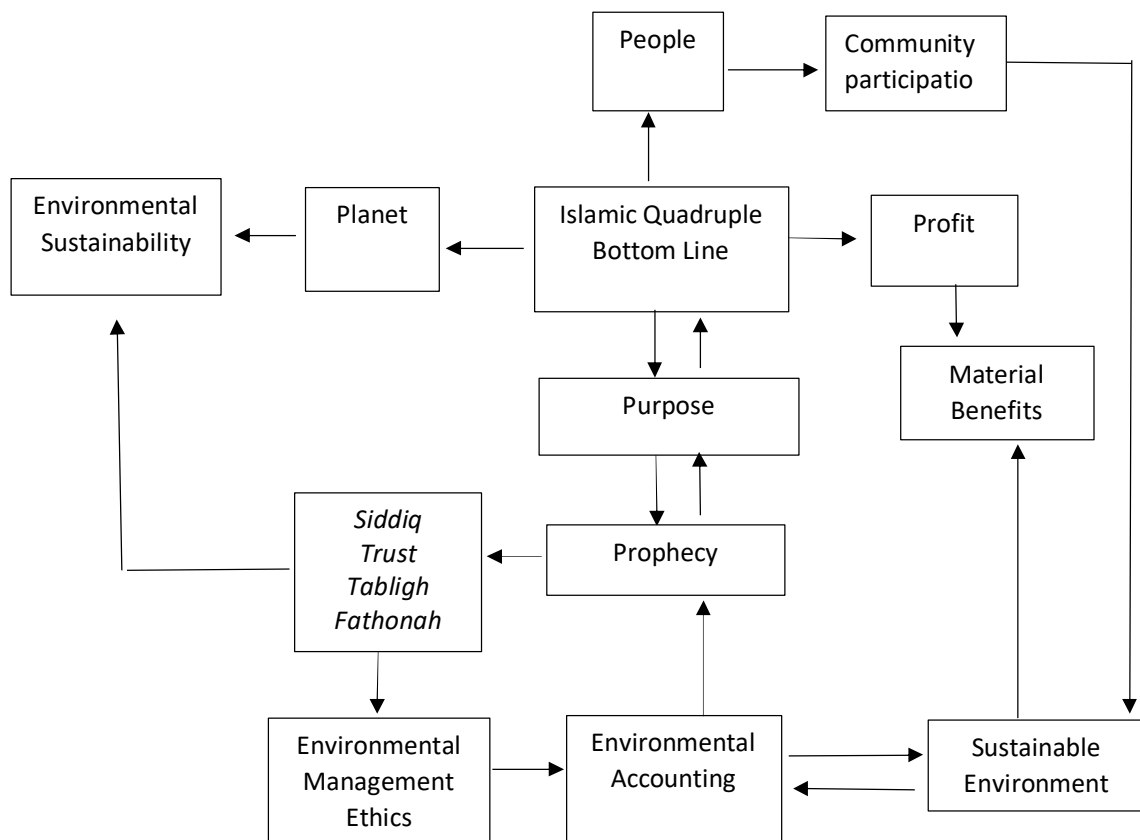 People
Community
participatio
Environmental
Sustainability
Planet
Islamic Quadruple
Bottom Line
Profit
Material
Benefits
Purpose
Siddiq
Trust
Tabligh
Fathonah
Prophecy
Environmental
Management
Ethics
Environmental
Accounting
Sustainable
Environment